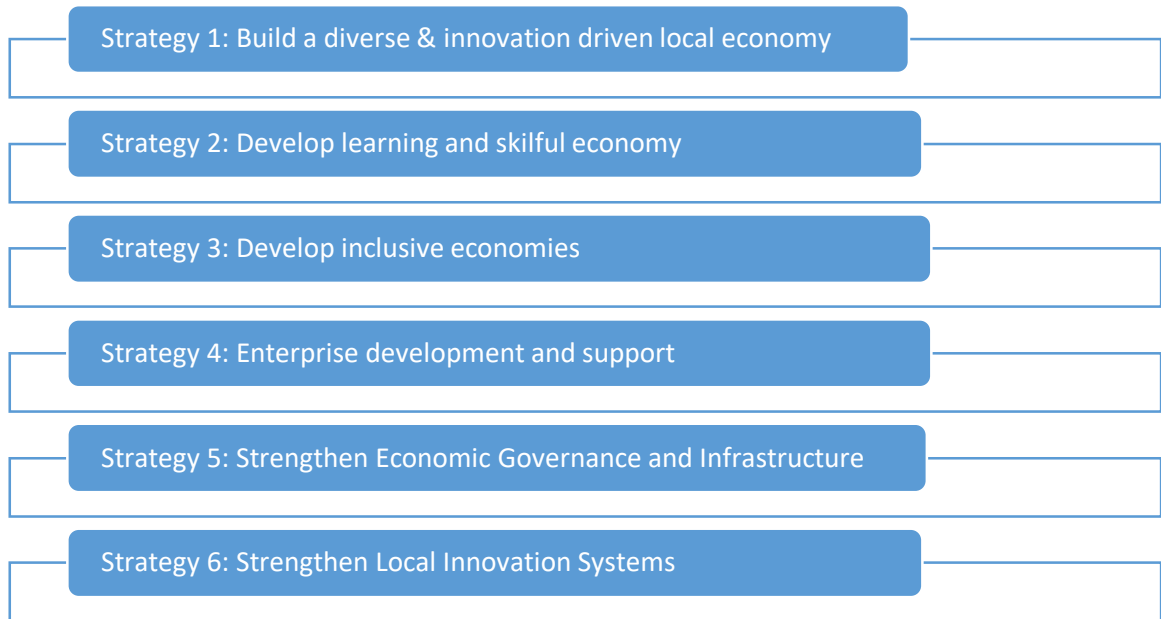 Strategy 1: Build a diverse & innovation driven local economy
Strategy 2: Develop learning and skilful economy
Strategy 3: Develop inclusive economies
Strategy 4: Enterprise development and support
Strategy 5: Strengthen Economic Governance and Infrastructure
Strategy 6: Strengthen Local Innovation Systems